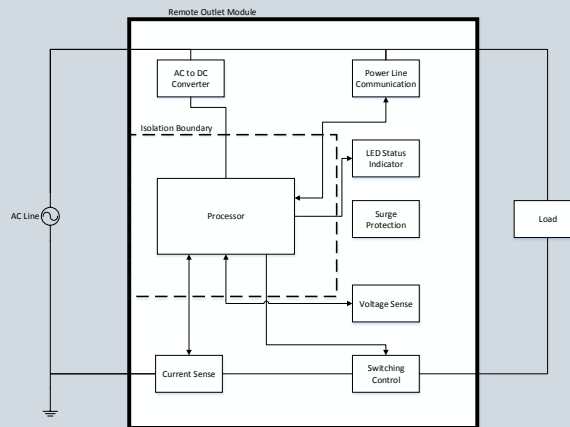 Remote Outlet Module
AC to DC
Converter
Power Line
Communication
Isolation Boundary
LED Status
Indicator
Processor
Surge
Protection
AC Line
Load
Voltage Sense
Current Sense
Switching
Control